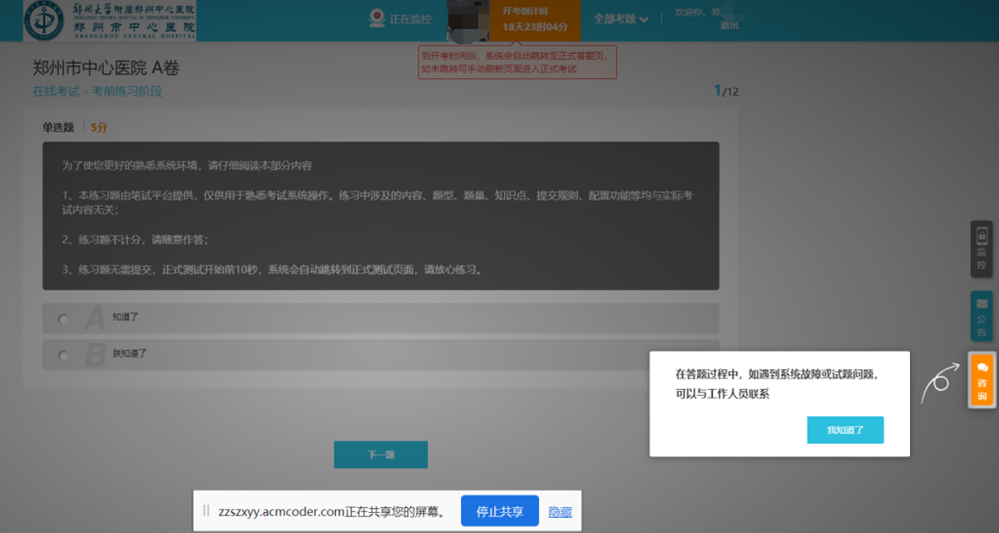 郑州大学附属郑州中心医院
ZHENGZHOU CENTRAL HOSPITAL OF ZHENGZHOU UNIVERSITY
郑州市中心医院
ZHENGZHOU CENTRAL HOSPITAL
正在监控
开考倒计时
18天23时04分
全部考题
欢迎你，郑
退出
到开考时间后，系统会自动跳转至正式答题页，
如未跳转可手动刷新页面进入正式考试
郑州市中心医院 A卷
在线考试 - 考前练习阶段
1/12
单选题 5分
为了使您更好的熟悉系统环境，请仔细阅读本部分内容
1、本练习题由笔试平台提供，仅供用于熟悉考试系统操作。练习中涉及的内容、题型、题量、知识点、提交规则、配置功能等均与实际考
试内容无关；
2、练习题不计分，请随意作答；
3、练习题无需提交，正式测试开始前10秒，系统会自动跳转到正式测试页面，请放心练习。
A 知道了
B 朕知道了
监控
公告
咨询
在答题过程中，如遇到系统故障或试题问题，
可以与工作人员联系
我知道了
下一题
zzszxyy.acmcoder.com正在共享您的屏幕。 停止共享 隐藏